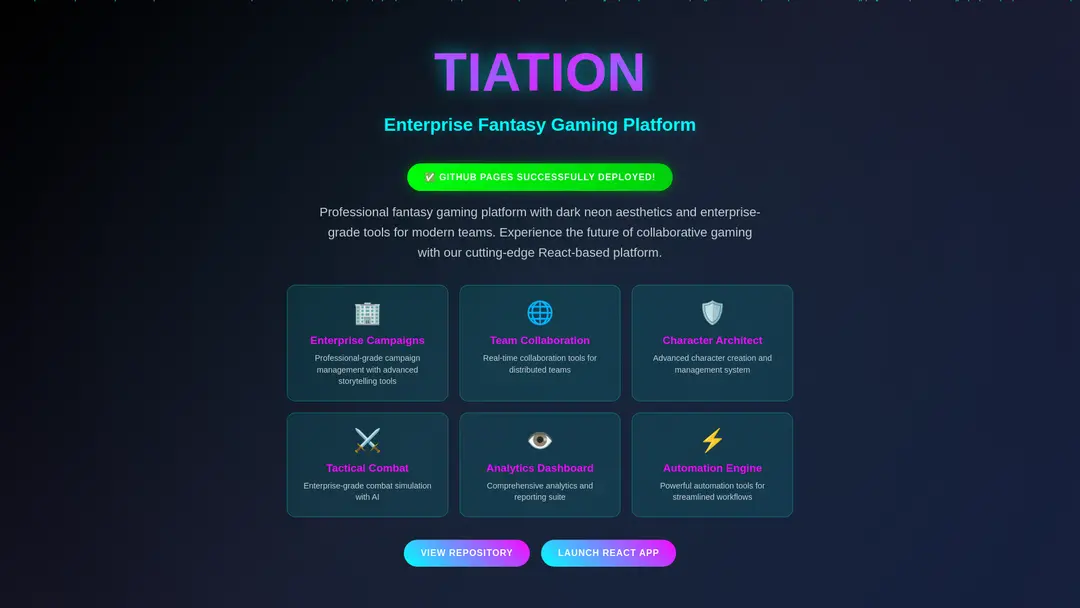 TIATION
Enterprise Fantasy Gaming Platform
✅ GITHUB PAGES SUCCESSFULLY DEPLOYED!
Professional fantasy gaming platform with dark neon aesthetics and enterprise-
grade tools for modern teams. Experience the future of collaborative gaming
with our cutting-edge React-based platform.
Enterprise Campaigns
Professional-grade campaign
management with advanced
storytelling tools
Team Collaboration
Real-time collaboration tools for
distributed teams
Character Architect
Advanced character creation and
management system
Tactical Combat
Enterprise-grade combat simulation
with AI
Analytics Dashboard
Comprehensive analytics and
reporting suite
Automation Engine
Powerful automation tools for
streamlined workflows
VIEW REPOSITORY
LAUNCH REACT APP